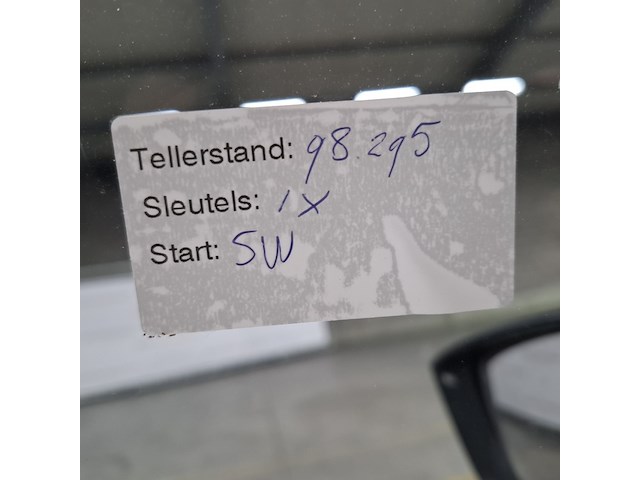 Tellerstand: 98.295
Sleutels: 1x
Start: SW